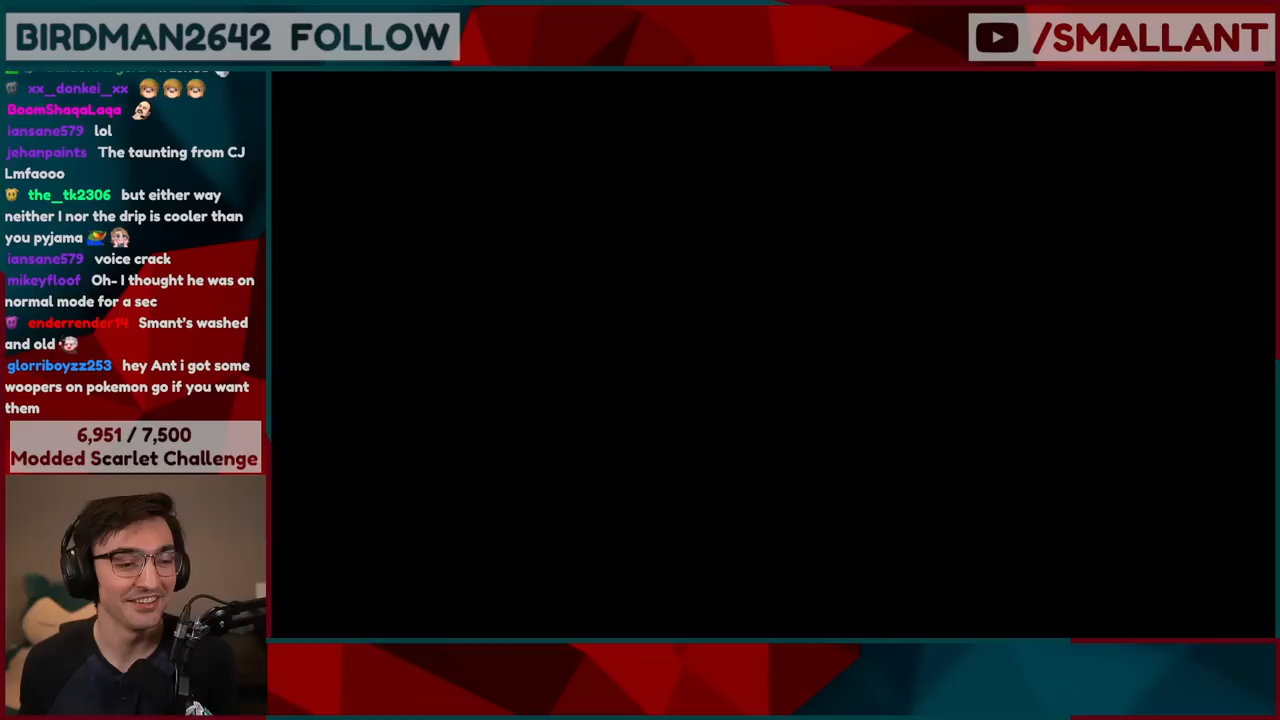 BIRDMAN2642 FOLLOW
/SMALLANT
xx__donkei__xx
BoomShaqaLaqa
iansane579 lol
jehanpaints The taunting from CJ
Lmfaooo
the__tk2306 but either way
neither I nor the drip is cooler than
you pyjama
iansane579 voice crack
mikeyfloof Oh- I thought he was on
normal mode for a sec
enderrender14 Smant's washed
and old
glorriboyzz253 hey Ant i got some
woopers on pokemon go if you want
them
6,951 / 7,500
Modded Scarlet Challenge